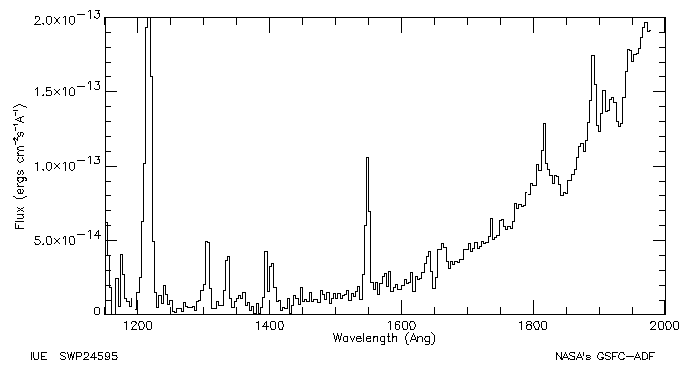 2.0×10⁻¹³
1.5×10⁻¹³
1.0×10⁻¹³
5.0×10⁻¹⁴
0
Flux (ergs cm⁻²s⁻¹A⁻¹)
1200 1400 1600 1800 2000
Wavelength (Ang)
IUE SWP24595 NASA's GSFC–ADF